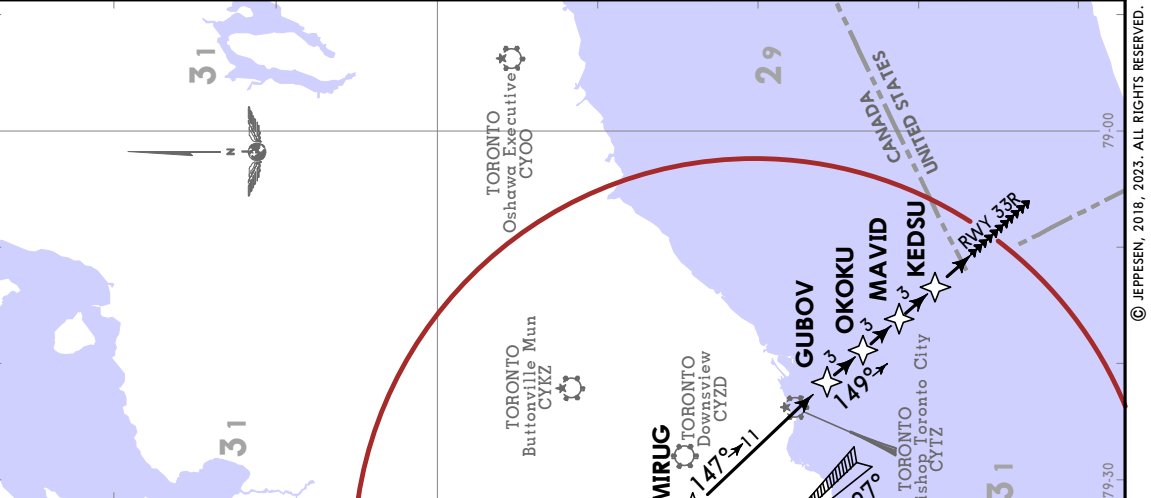 31
29
© JEPPESEN, 2018, 2023. ALL RIGHTS RESERVED.
TORONTO
Oshawa Executive
CYOO
N
CANADA
UNITED STATES
79-00
RWY 33R
KEDSU
MAVID
OKOKU
GUBOV
3
3
3
149°
TORONTO
Buttonville Mun
CYKZ
TORONTO
Downsview
CYZD
MIRUG
147°
11
TORONTO
ishop Toronto City
CYTZ
31
31
79-30